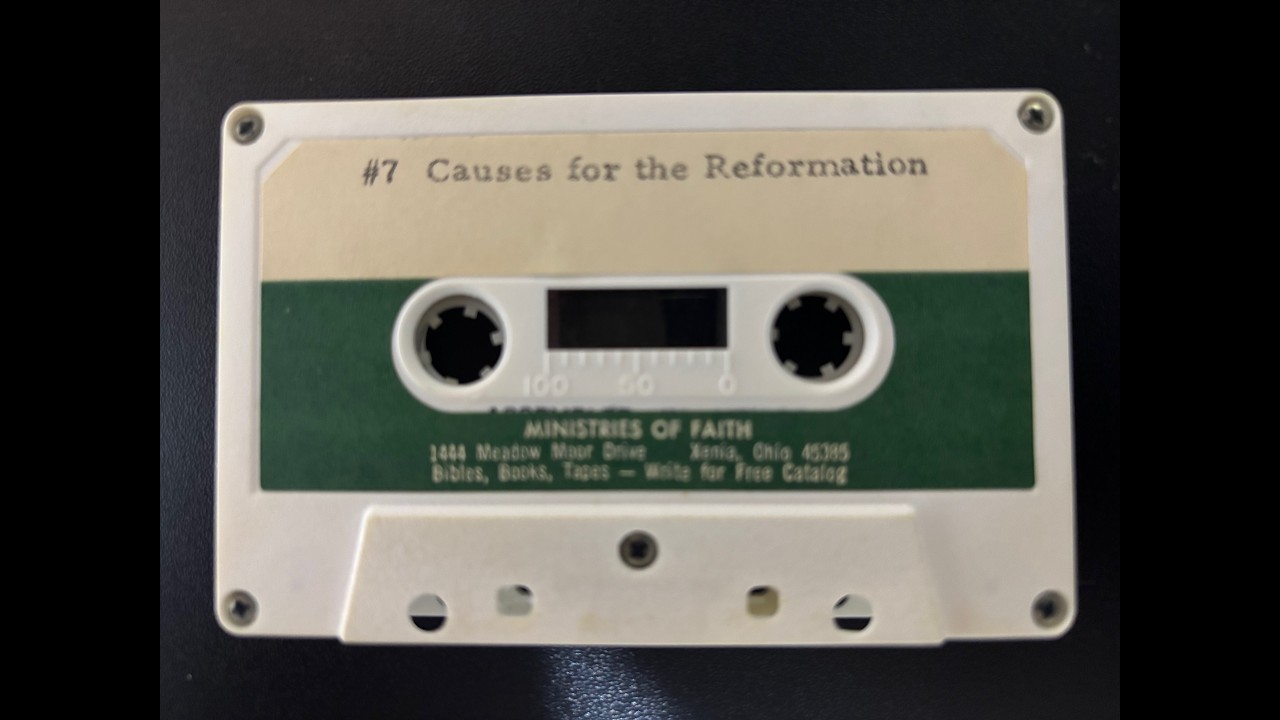 #7 Causes for the Reformation
100 50 0
MINISTRIES OF FAITH
1444 Meadow Moor Drive Xenia, Ohio 45385
Bibles, Books, Tapes — Write for Free Catalog